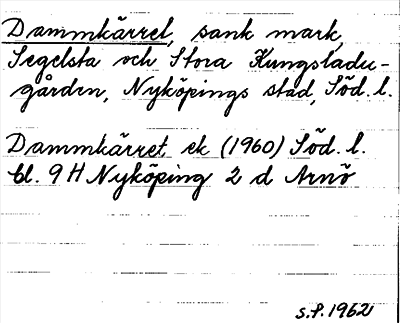 Dammkärret, sank mark,
Segelsta och Stora Kungsladu-
gården, Nyköpings stad, Söd. l.
Dammkärret ek (1960) Söd. l.
bl. 9 H Nyköping 2 d Arnö
s.f. 1962